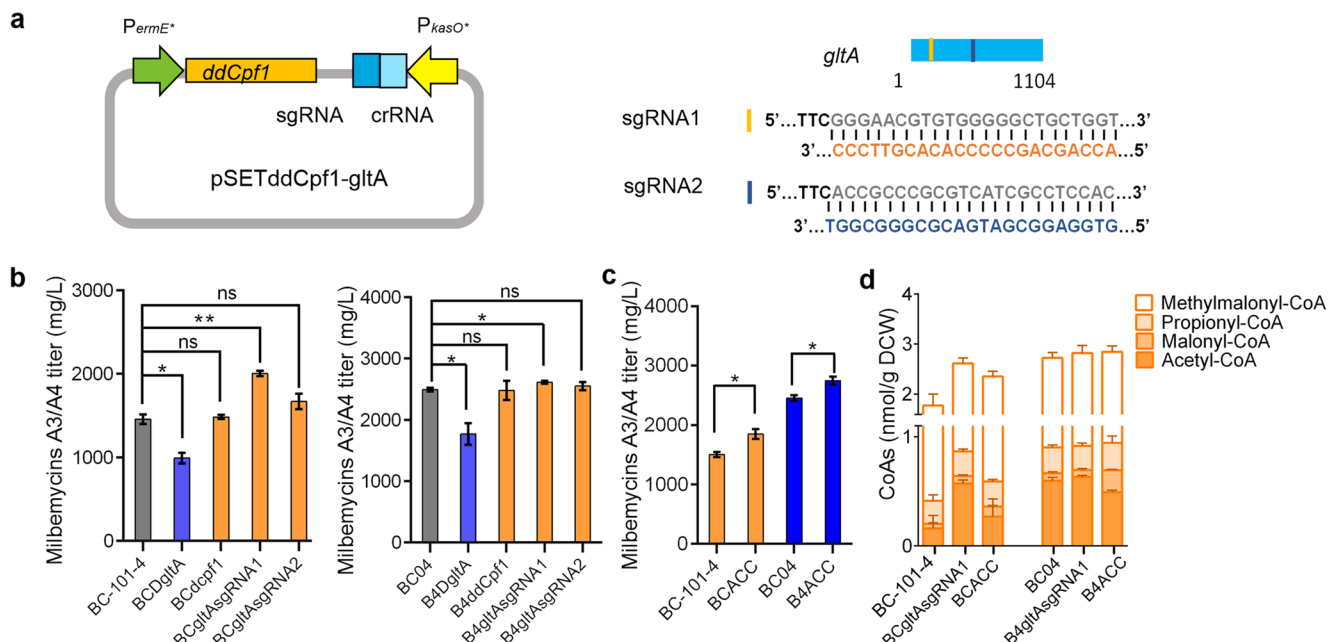 a
PermE*
PkasO*
ddCpf1
sgRNA
crRNA
pSETddCpf1-gltA
gltA
1
1104
sgRNA1
5’...TTCGGGAACGTGTGGGGGCTGCTGGT...3’
3’...CCCTTGCACACCCCCGACGACCA...5’
sgRNA2
5’...TTCACCGCCCGCGTCATCGCCTCCAC...3’
3’...TGGCGGGCGCAGTAGCGGAGGTG...5’
b
Milbemycins A3/A4 titer (mg/L)
3000
2000
1000
0
ns
**
ns
*
BC-101-4
BCDgltA
BCdcpf1
BCgltAsgRNA1
BCgltAsgRNA2
Milbemycins A3/A4 titer (mg/L)
4000
3000
2000
1000
0
ns
*
ns
*
BC04
B4DgltA
B4ddCpf1
B4gltAsgRNA1
B4gltAsgRNA2
c
Milbemycins A3/A4 titer (mg/L)
4000
3000
2000
1000
0
*
*
BC-101-4
BCACC
BC04
B4ACC
d
CoAs (nmol/g DCW)
4
3
2
1
0
BC-101-4
BCgltAsgRNA1
BCACC
BC04
B4gltAsgRNA1
B4ACC
Methylmalonyl-CoA
Propionyl-CoA
Malonyl-CoA
Acetyl-CoA